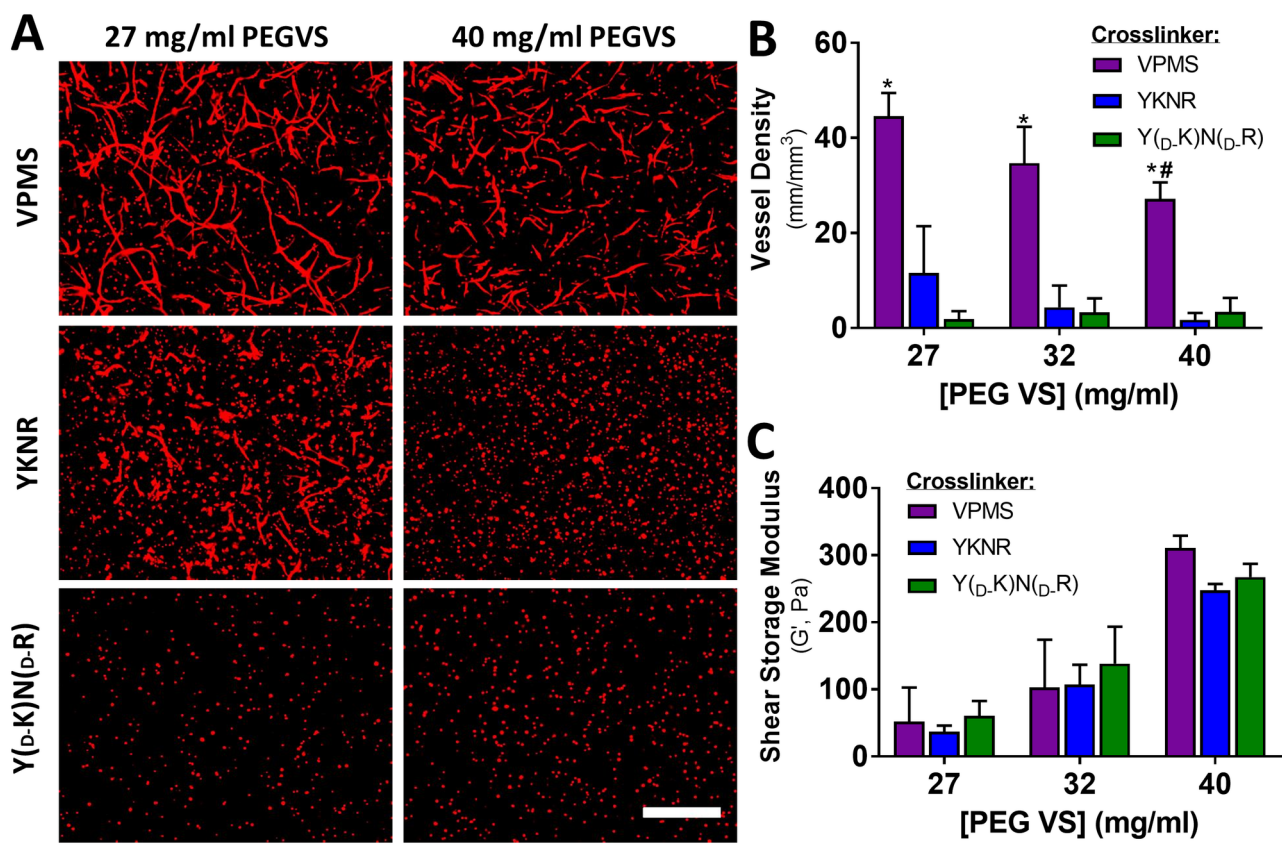 A
27 mg/ml PEGVS
40 mg/ml PEGVS
VPMS
YKNR
Y(D-K)N(D-R)
B
Crosslinker:
VPMS
YKNR
Y(D-K)N(D-R)
Vessel Density
(mm/mm³)
60
40
20
0
*
*
*#
27
32
40
[PEG VS] (mg/ml)
C
Crosslinker:
VPMS
YKNR
Y(D-K)N(D-R)
Shear Storage Modulus
(G', Pa)
400
300
200
100
0
27
32
40
[PEG VS] (mg/ml)